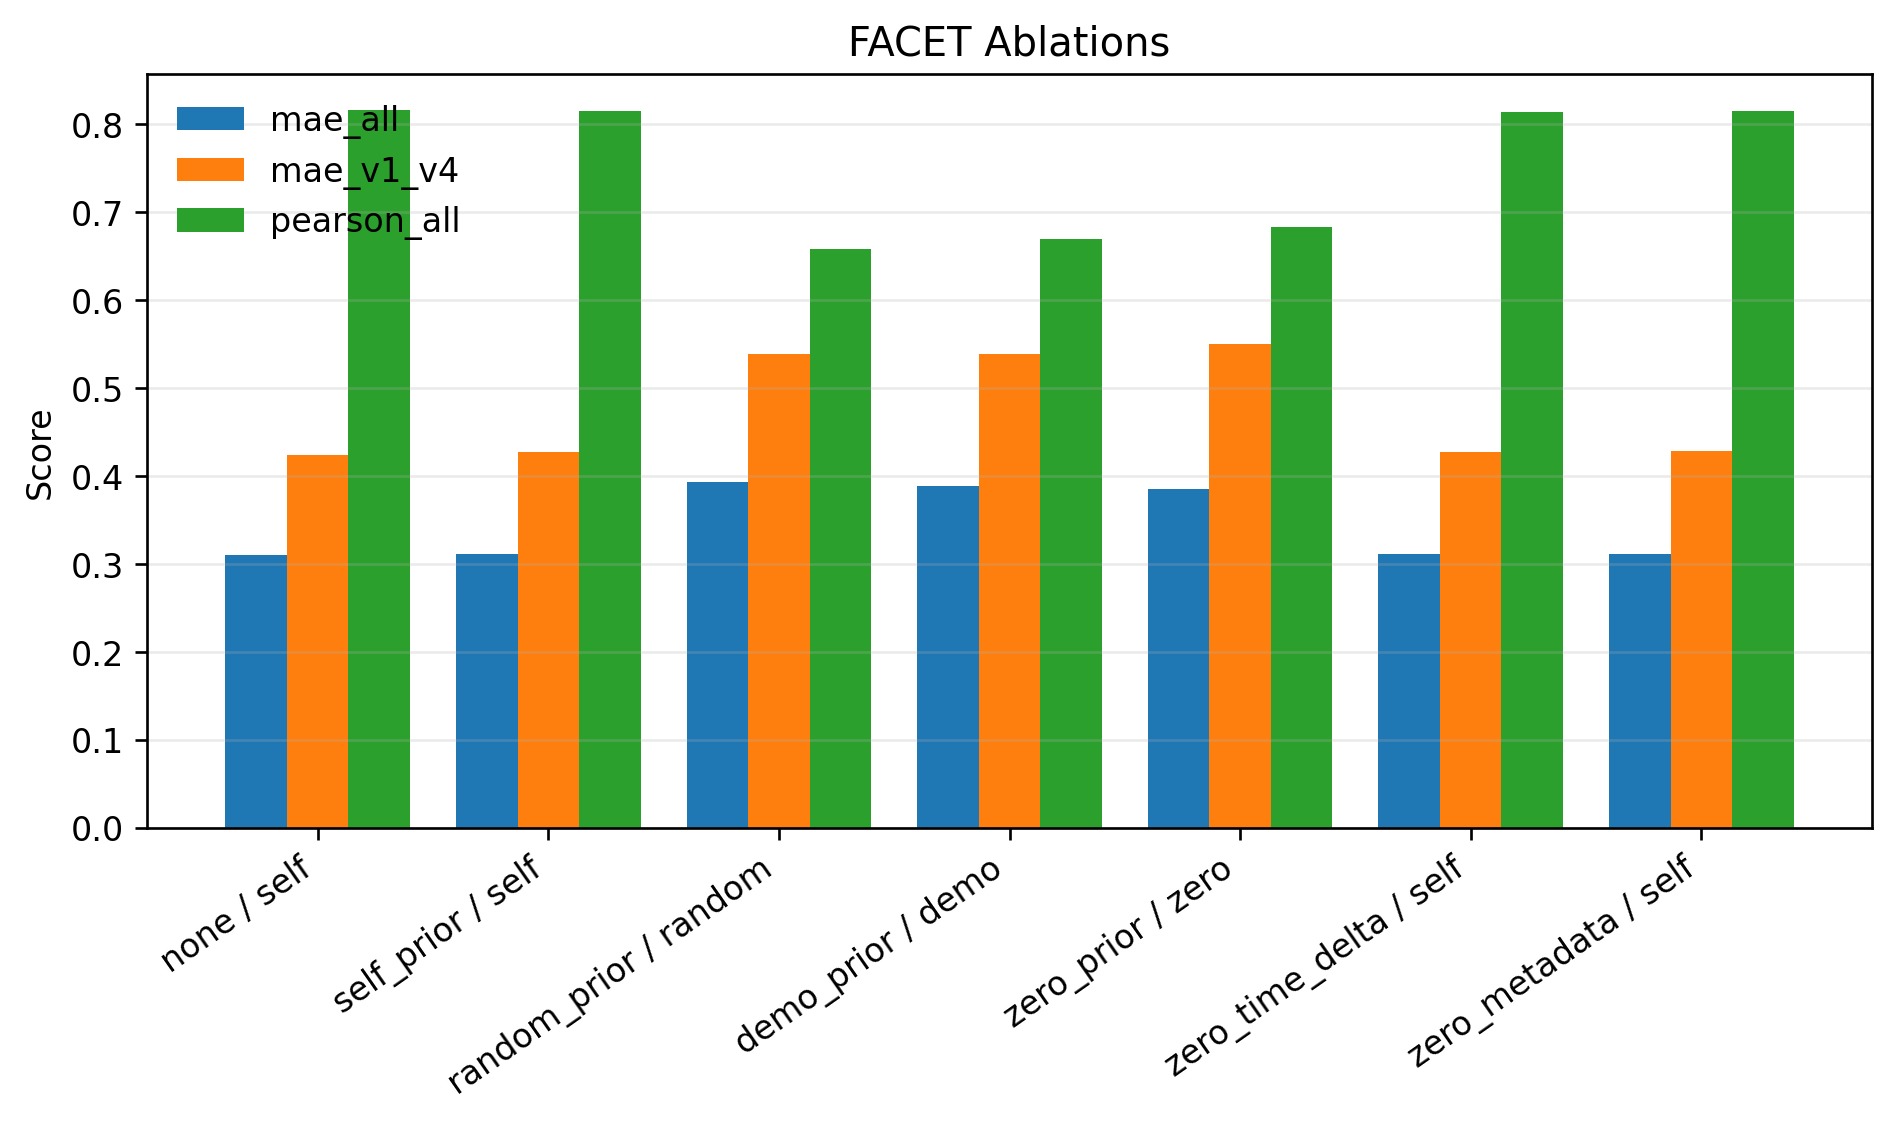 FACET Ablations
mae_all
mae_v1_v4
pearson_all
Score
0.8
0.7
0.6
0.5
0.4
0.3
0.2
0.1
0.0
none / self
self_prior / self
random_prior / random
demo_prior / demo
zero_prior / zero
zero_time_delta / self
zero_metadata / self